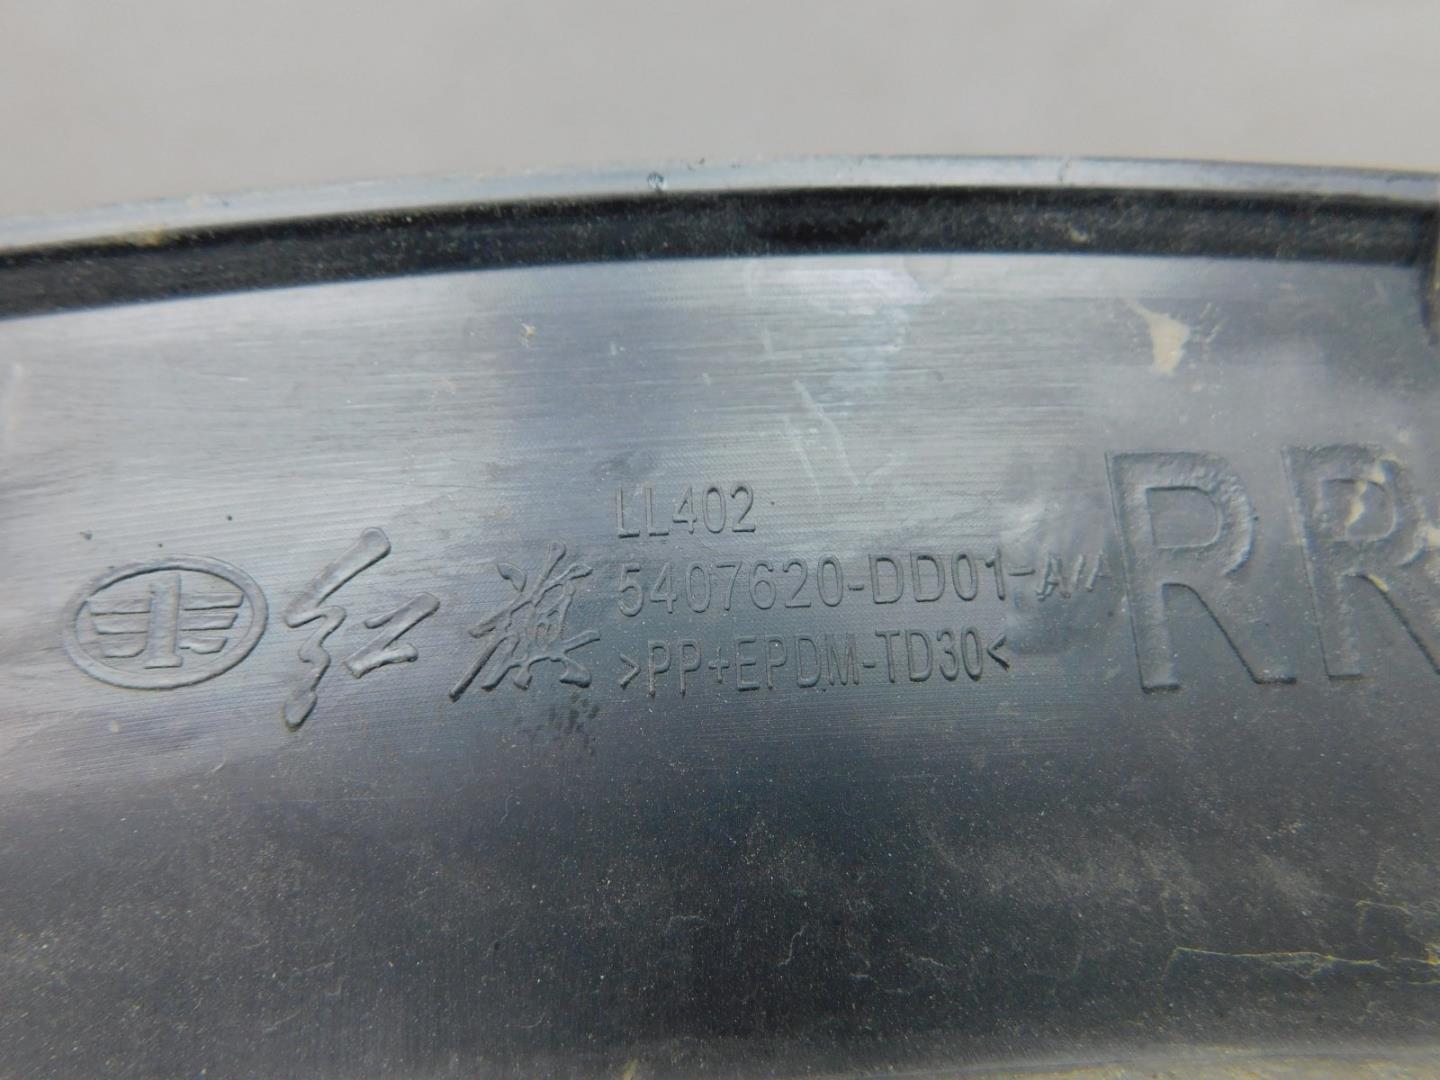 LL402
红旗 5407620-DD01-A/A
>PP+EPDM-TD30<
RR